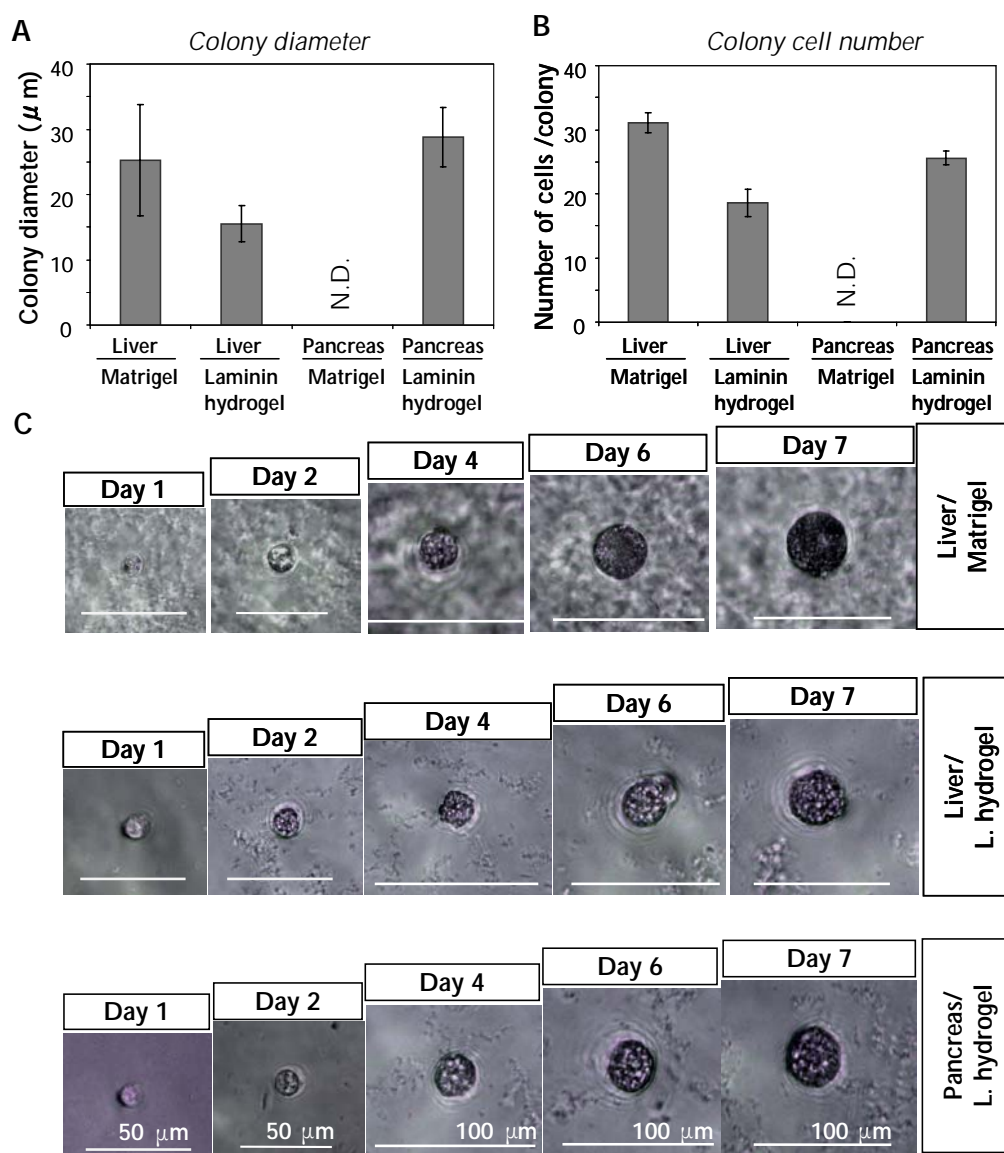 A
Colony diameter
Colony diameter (μm)
40
30
20
10
0
N.D.
Liver
Matrigel
Liver
Laminin
hydrogel
Pancreas
Matrigel
Pancreas
Laminin
hydrogel
B
Colony cell number
Number of cells /colony
40
30
20
10
0
N.D.
Liver
Matrigel
Liver
Laminin
hydrogel
Pancreas
Matrigel
Pancreas
Laminin
hydrogel
C
Day 1
Day 2
Day 4
Day 6
Day 7
Liver/
Matrigel
Day 1
Day 2
Day 4
Day 6
Day 7
Liver/
L. hydrogel
Day 1
Day 2
Day 4
Day 6
Day 7
Pancreas/
L. hydrogel
50 μm
50 μm
100 μm
100 μm
100 μm